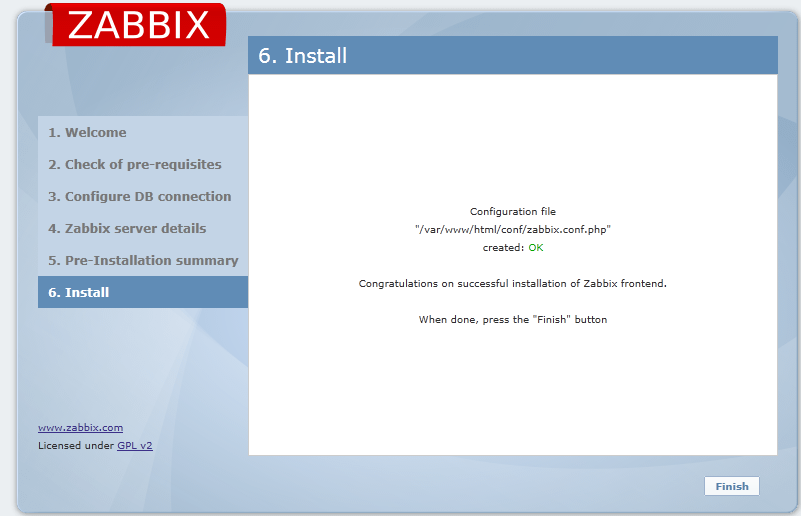 ZABBIX
6. Install
1. Welcome
2. Check of pre-requisites
3. Configure DB connection
4. Zabbix server details
5. Pre-Installation summary
6. Install
Configuration file
"/var/www/html/conf/zabbix.conf.php"
created: OK
Congratulations on successful installation of Zabbix frontend.
When done, press the "Finish" button
www.zabbix.com
Licensed under GPL v2
Finish